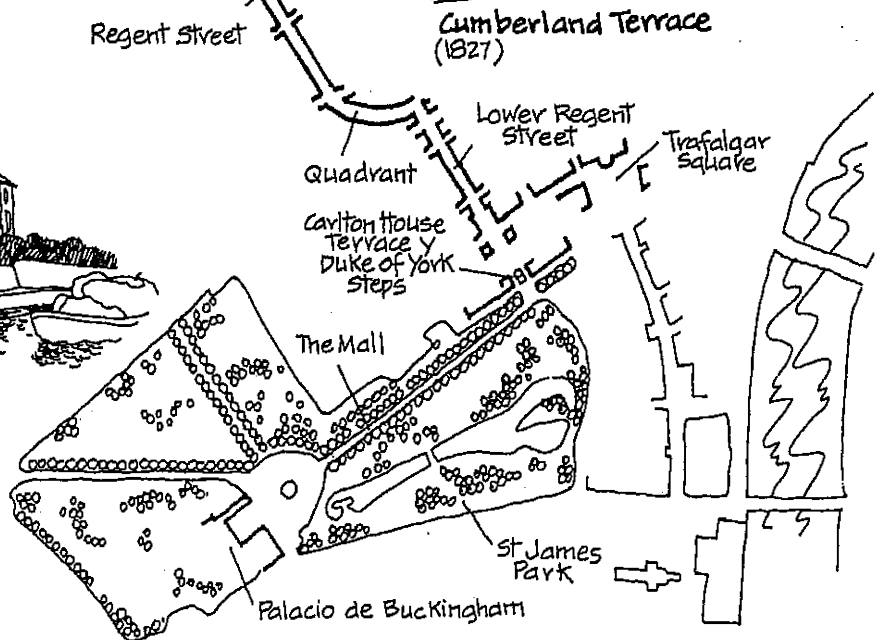 Cumberland Terrace
(1827)
Regent Street
Lower Regent
Street
Trafalgar
Square
Quadrant
Carlton House
Terrace y
Duke of York
Steps
The Mall
St James
Park
Palacio de Buckingham